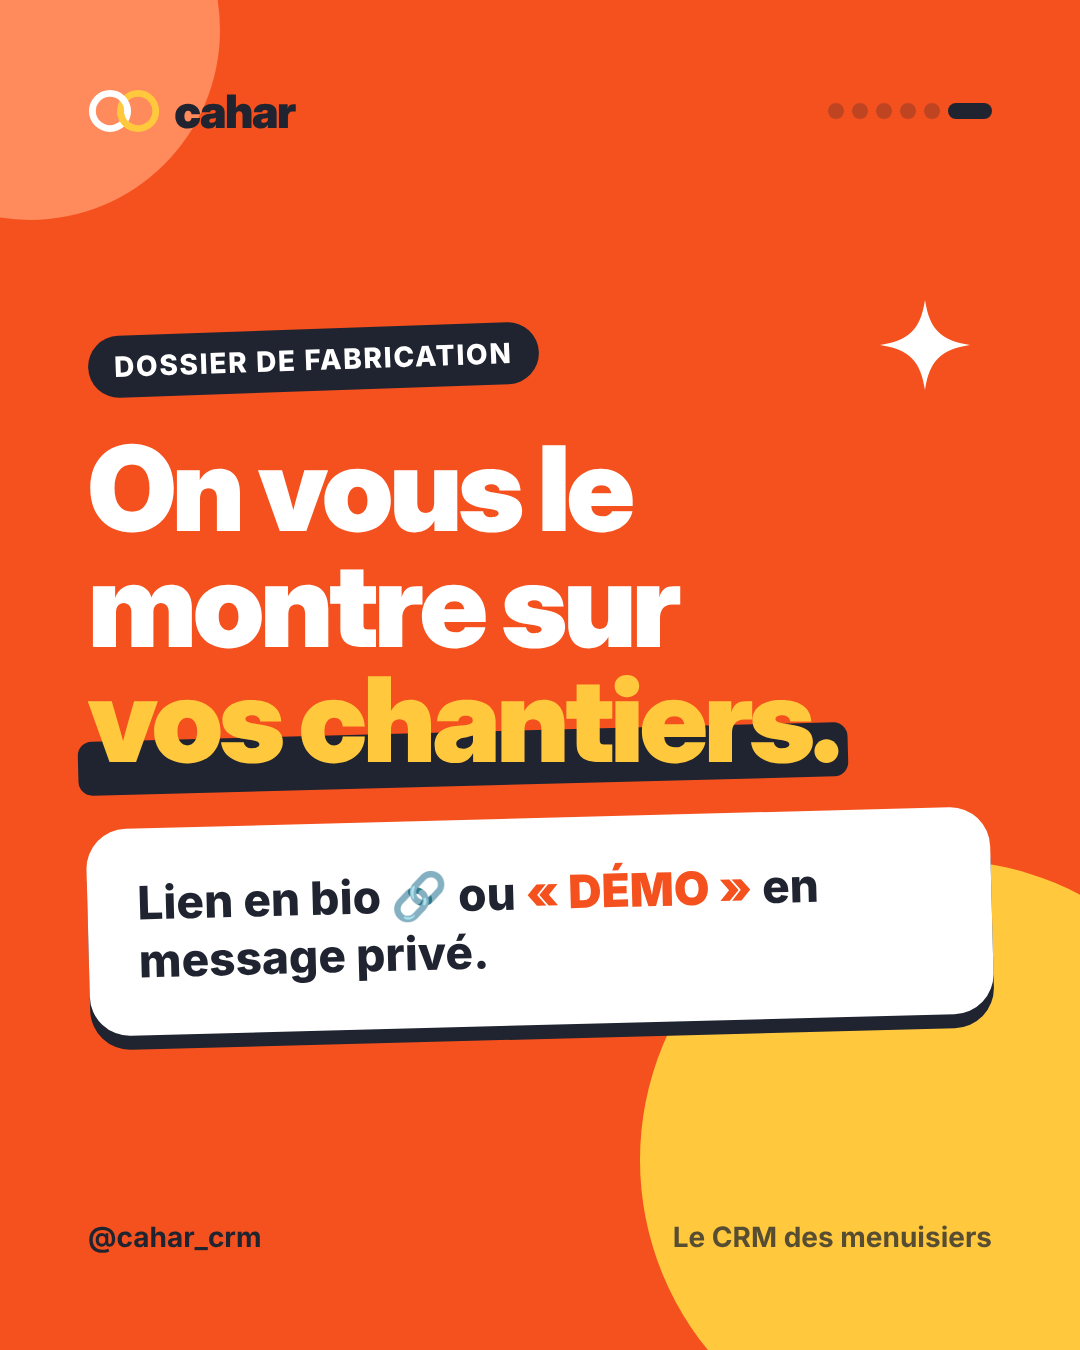 cahar
DOSSIER DE FABRICATION
On vous le
montre sur
vos chantiers.
Lien en bio 🔗 ou « DÉMO » en
message privé.
@cahar_crm
Le CRM des menuisiers